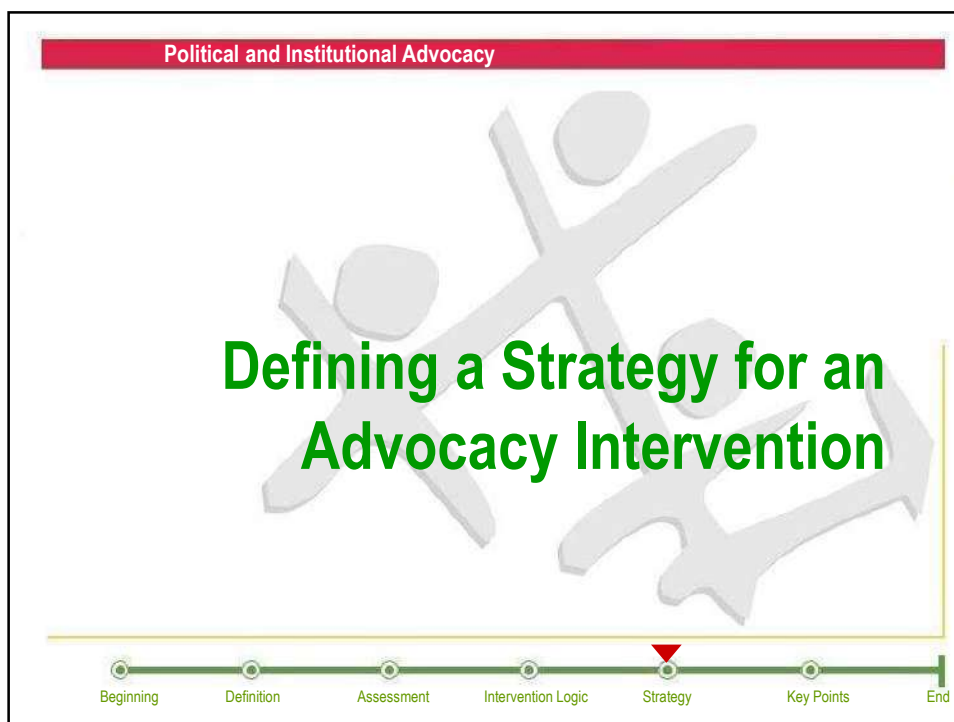 Political and Institutional Advocacy
Defining a Strategy for an
Advocacy Intervention
Beginning Definition Assessment Intervention Logic Strategy Key Points End